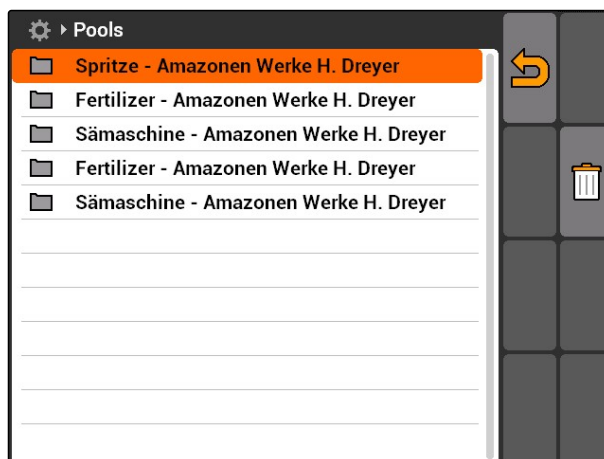 Pools
Spritze - Amazonen Werke H. Dreyer
Fertilizer - Amazonen Werke H. Dreyer
Sämaschine - Amazonen Werke H. Dreyer
Fertilizer - Amazonen Werke H. Dreyer
Sämaschine - Amazonen Werke H. Dreyer